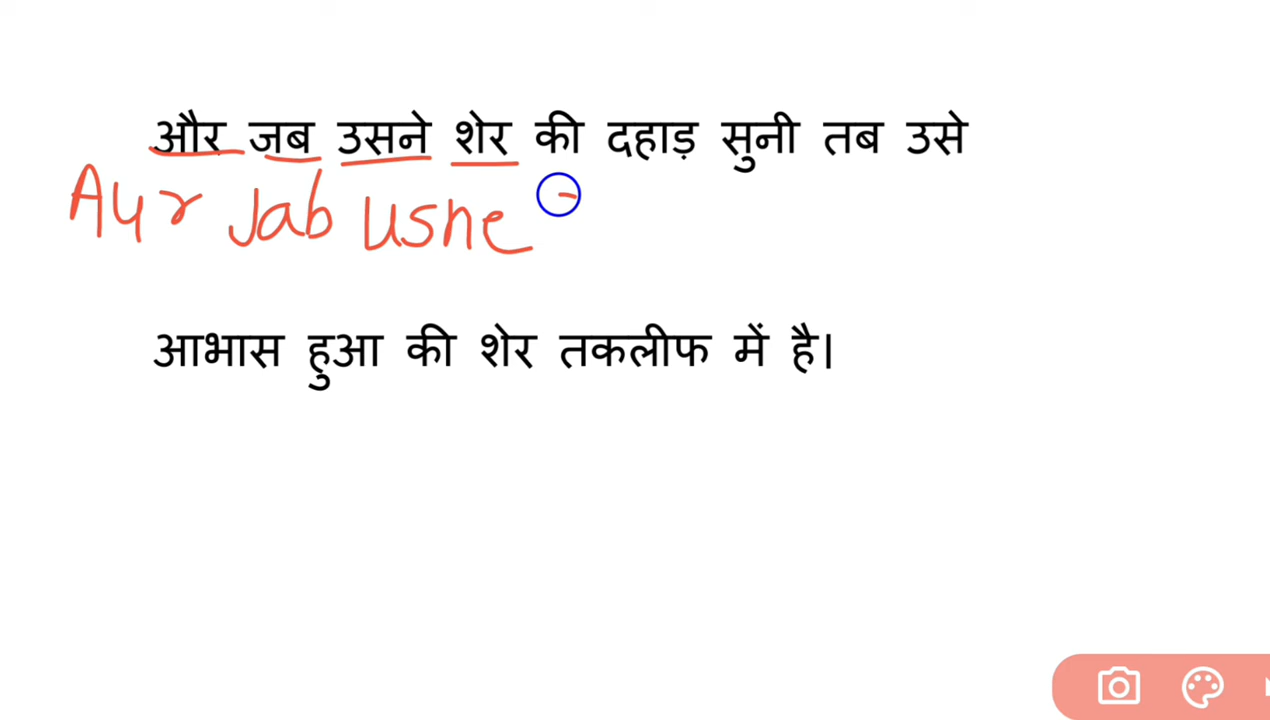 और जब उसने शेर की दहाड़ सुनी तब उसे
Aur Jab usne
आभास हुआ की शेर तकलीफ में है।